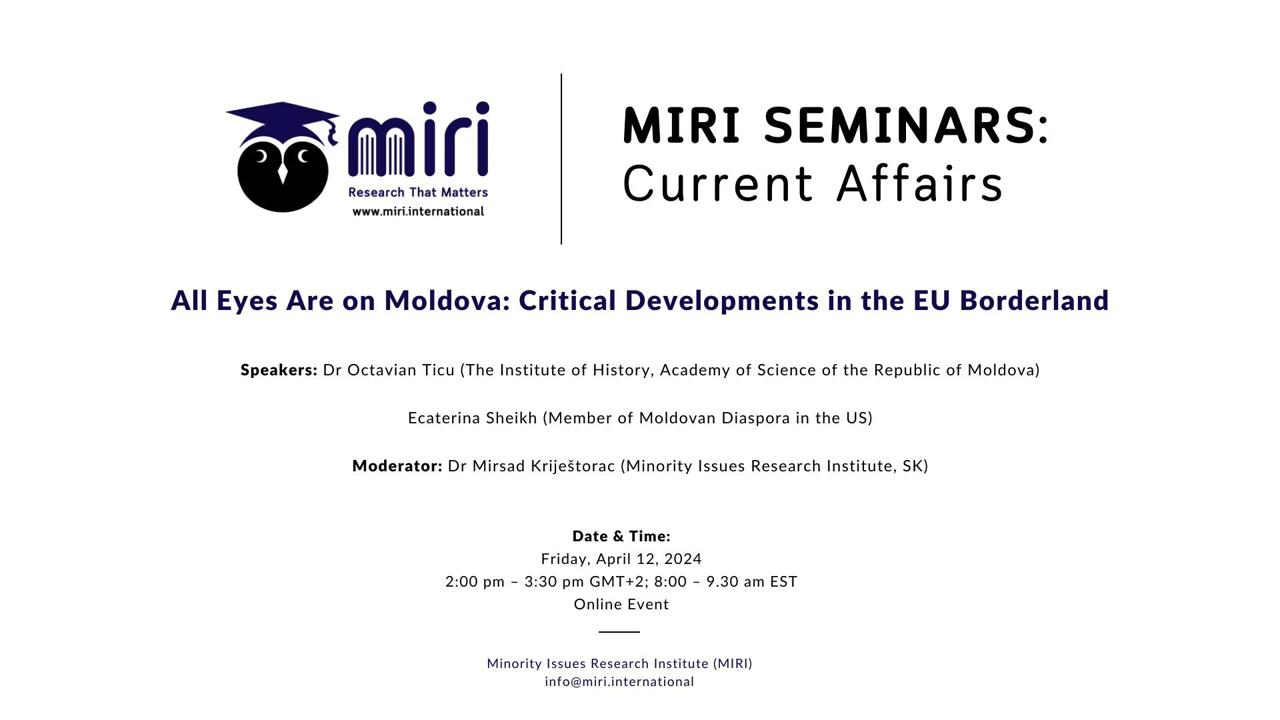 miri
Research That Matters
www.miri.international
MIRI SEMINARS:
Current Affairs
All Eyes Are on Moldova: Critical Developments in the EU Borderland
Speakers: Dr Octavian Ticu (The Institute of History, Academy of Science of the Republic of Moldova)
Ecaterina Sheikh (Member of Moldovan Diaspora in the US)
Moderator: Dr Mirsad Kriještorac (Minority Issues Research Institute, SK)
Date & Time:
Friday, April 12, 2024
2:00 pm – 3:30 pm GMT+2; 8:00 – 9.30 am EST
Online Event
Minority Issues Research Institute (MIRI)
info@miri.international